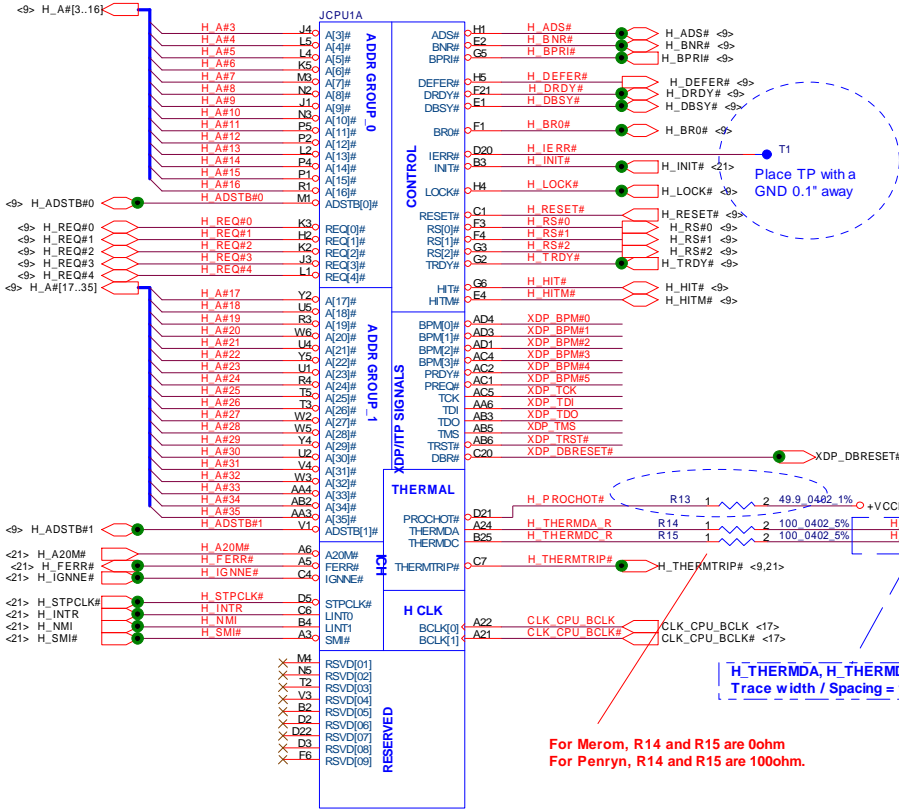 JCPU1A
<9> H_A#[3..16]
H_A#3 J4 A[3]#
H_A#4 L5 A[4]#
H_A#5 L4 A[5]#
H_A#6 K5 A[6]#
H_A#7 M3 A[7]#
H_A#8 N2 A[8]#
H_A#9 J1 A[9]#
H_A#10 N3 A[10]#
H_A#11 P5 A[11]#
H_A#12 P2 A[12]#
H_A#13 L2 A[13]#
H_A#14 P4 A[14]#
H_A#15 P1 A[15]#
H_A#16 R1 A[16]#
<9> H_ADSTB#0 H_ADSTB#0 M1 ADSTB[0]#
ADDR GROUP_0
<9> H_REQ#0 H_REQ#0 K3 REQ[0]#
<9> H_REQ#1 H_REQ#1 H2 REQ[1]#
<9> H_REQ#2 H_REQ#2 K2 REQ[2]#
<9> H_REQ#3 H_REQ#3 J3 REQ[3]#
<9> H_REQ#4 H_REQ#4 L1 REQ[4]#
<9> H_A#[17..35]
H_A#17 Y2 A[17]#
H_A#18 U5 A[18]#
H_A#19 R3 A[19]#
H_A#20 W6 A[20]#
H_A#21 U4 A[21]#
H_A#22 Y5 A[22]#
H_A#23 U1 A[23]#
H_A#24 R4 A[24]#
H_A#25 T5 A[25]#
H_A#26 T3 A[26]#
H_A#27 W2 A[27]#
H_A#28 W5 A[28]#
H_A#29 Y4 A[29]#
H_A#30 U2 A[30]#
H_A#31 V4 A[31]#
H_A#32 W3 A[32]#
H_A#33 AA4 A[33]#
H_A#34 AB2 A[34]#
H_A#35 AA3 A[35]#
<9> H_ADSTB#1 H_ADSTB#1 V1 ADSTB[1]#
ADDR GROUP_1
<21> H_A20M# H_A20M# A6 A20M#
<21> H_FERR# H_FERR# A5 FERR#
<21> H_IGNNE# H_IGNNE# C4 IGNNE#
<21> H_STPCLK# H_STPCLK# D5 STPCLK#
<21> H_INTR H_INTR C6 LINT0
<21> H_NMI H_NMI B4 LINT1
<21> H_SMI# H_SMI# A3 SMI#
ICH
M4 RSVD[01]
N5 RSVD[02]
T2 RSVD[03]
V3 RSVD[04]
B2 RSVD[05]
D2 RSVD[06]
D22 RSVD[07]
D3 RSVD[08]
F6 RSVD[09]
RESERVED
CONTROL
ADS# H1 H_ADS# H_ADS# <9>
BNR# E2 H_BNR# H_BNR# <9>
BPRI# G5 H_BPRI# H_BPRI# <9>
DEFER# H5 H_DEFER# H_DEFER# <9>
DRDY# F21 H_DRDY# H_DRDY# <9>
DBSY# E1 H_DBSY# H_DBSY# <9>
BR0# F1 H_BR0# H_BR0# <9>
IERR# D20 H_IERR# T1
INIT# B3 H_INIT# H_INIT# <21>
Place TP with a
GND 0.1" away
LOCK# H4 H_LOCK# H_LOCK# <9>
RESET# C1 H_RESET# H_RESET# <9>
RS[0]# F3 H_RS#0 H_RS#0 <9>
RS[1]# F4 H_RS#1 H_RS#1 <9>
RS[2]# G3 H_RS#2 H_RS#2 <9>
TRDY# G2 H_TRDY# H_TRDY# <9>
HIT# G6 H_HIT# H_HIT# <9>
HITM# E4 H_HITM# H_HITM# <9>
XDP/ITP SIGNALS
BPM[0]# AD4 XDP_BPM#0
BPM[1]# AD3 XDP_BPM#1
BPM[2]# AD1 XDP_BPM#2
BPM[3]# AC4 XDP_BPM#3
PRDY# AC2 XDP_BPM#4
PREQ# AC1 XDP_BPM#5
TCK AC5 XDP_TCK
TDI AA6 XDP_TDI
TDO AB3 XDP_TDO
TMS AB5 XDP_TMS
TRST# AB6 XDP_TRST#
DBR# C20 XDP_DBRESET# XDP_DBRESET#
THERMAL
PROCHOT# D21 H_PROCHOT# R13 1 2 49.9_0402_1% +VCC
THERMDA A24 H_THERMDA_R R14 1 2 100_0402_5% H
THERMDC B25 H_THERMDC_R R15 1 2 100_0402_5% H
THERMTRIP# C7 H_THERMTRIP# H_THERMTRIP# <9,21>
H CLK
BCLK[0] A22 CLK_CPU_BCLK CLK_CPU_BCLK <17>
BCLK[1] A21 CLK_CPU_BCLK# CLK_CPU_BCLK# <17>
H_THERMDA, H_THERMD
Trace width / Spacing =
For Merom, R14 and R15 are 0ohm
For Penryn, R14 and R15 are 100ohm.